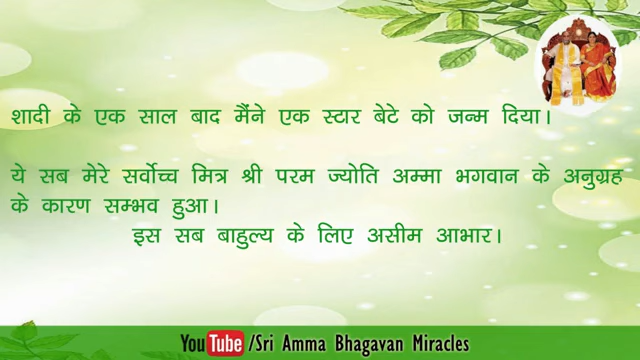 शादी के एक साल बाद मैंने एक स्टार बेटे को जन्म दिया।
ये सब मेरे सर्वोच्च मित्र श्री परम ज्योति अम्मा भगवान के अनुग्रह
के कारण सम्भव हुआ।
इस सब बाहुल्य के लिए असीम आभार।
YouTube /Sri Amma Bhagavan Miracles